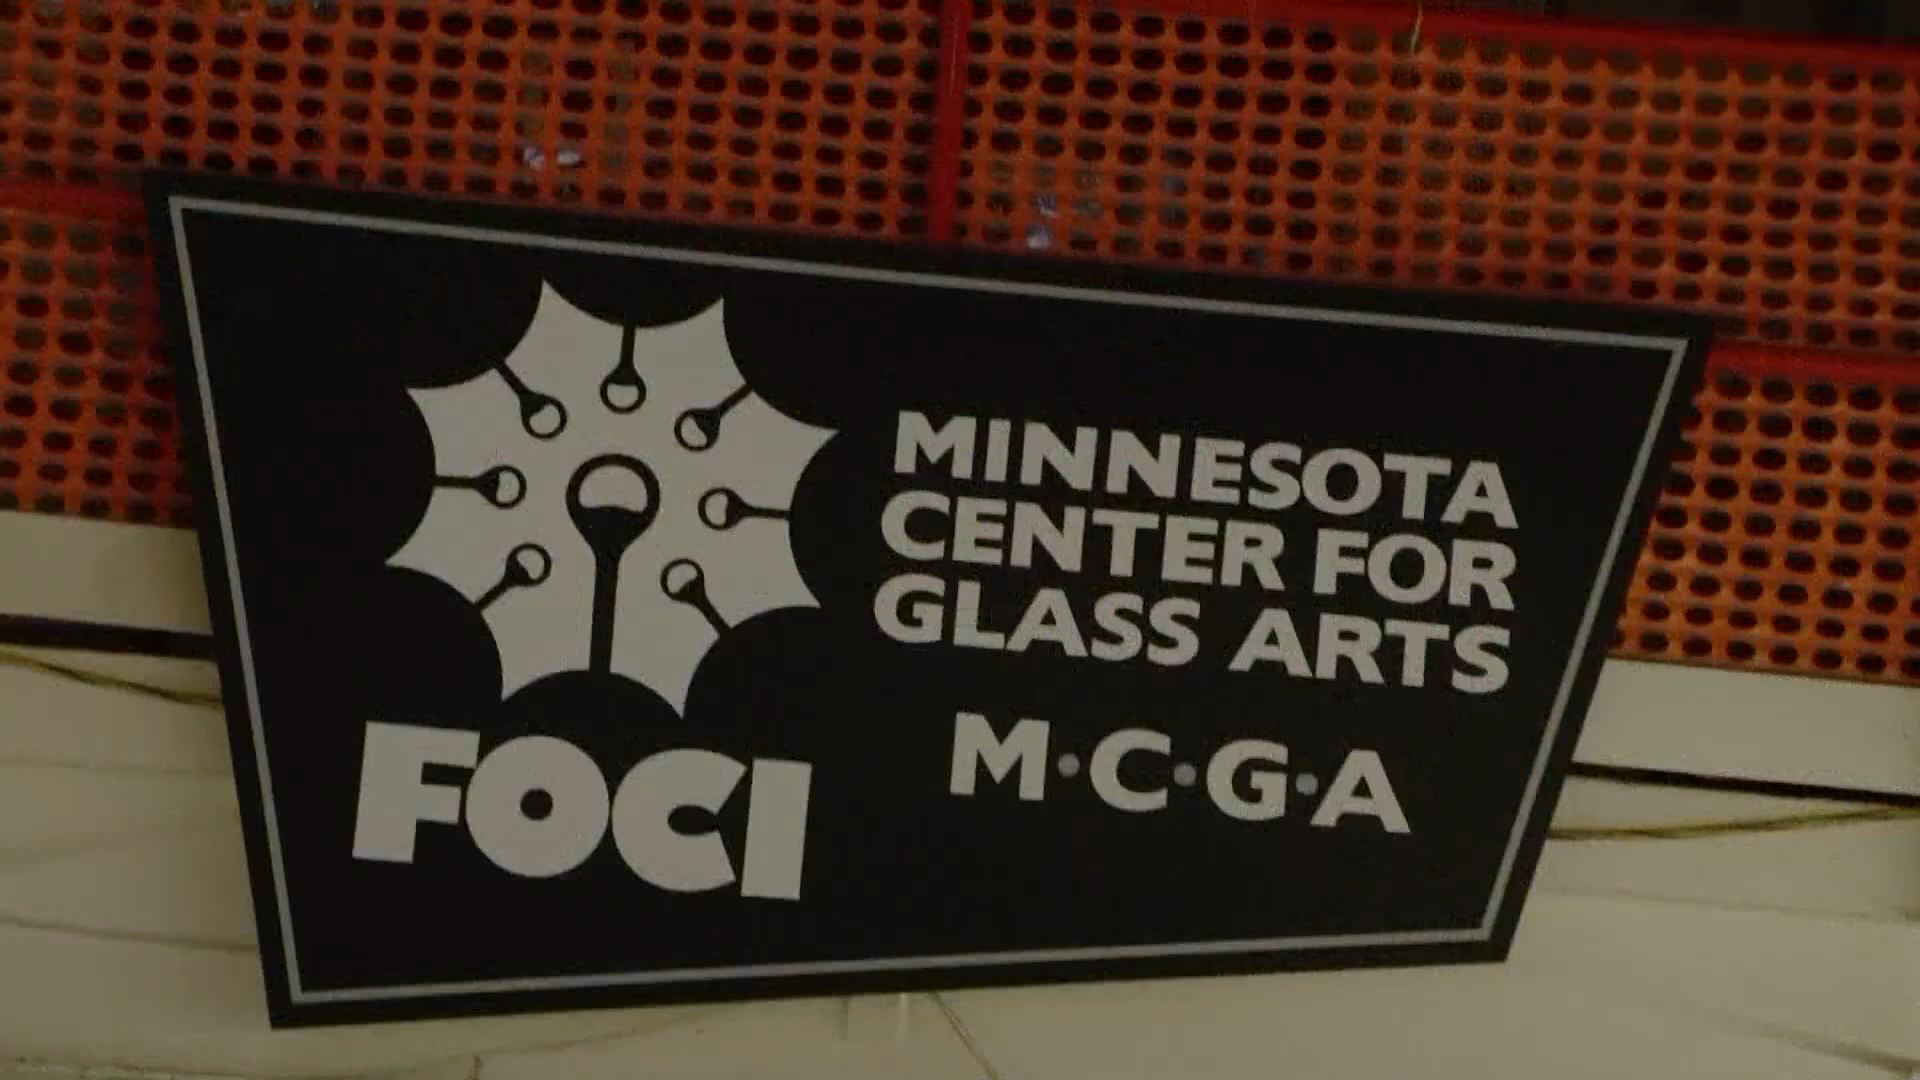 MINNESOTA
CENTER FOR
GLASS ARTS
FOCI
M·C·G·A